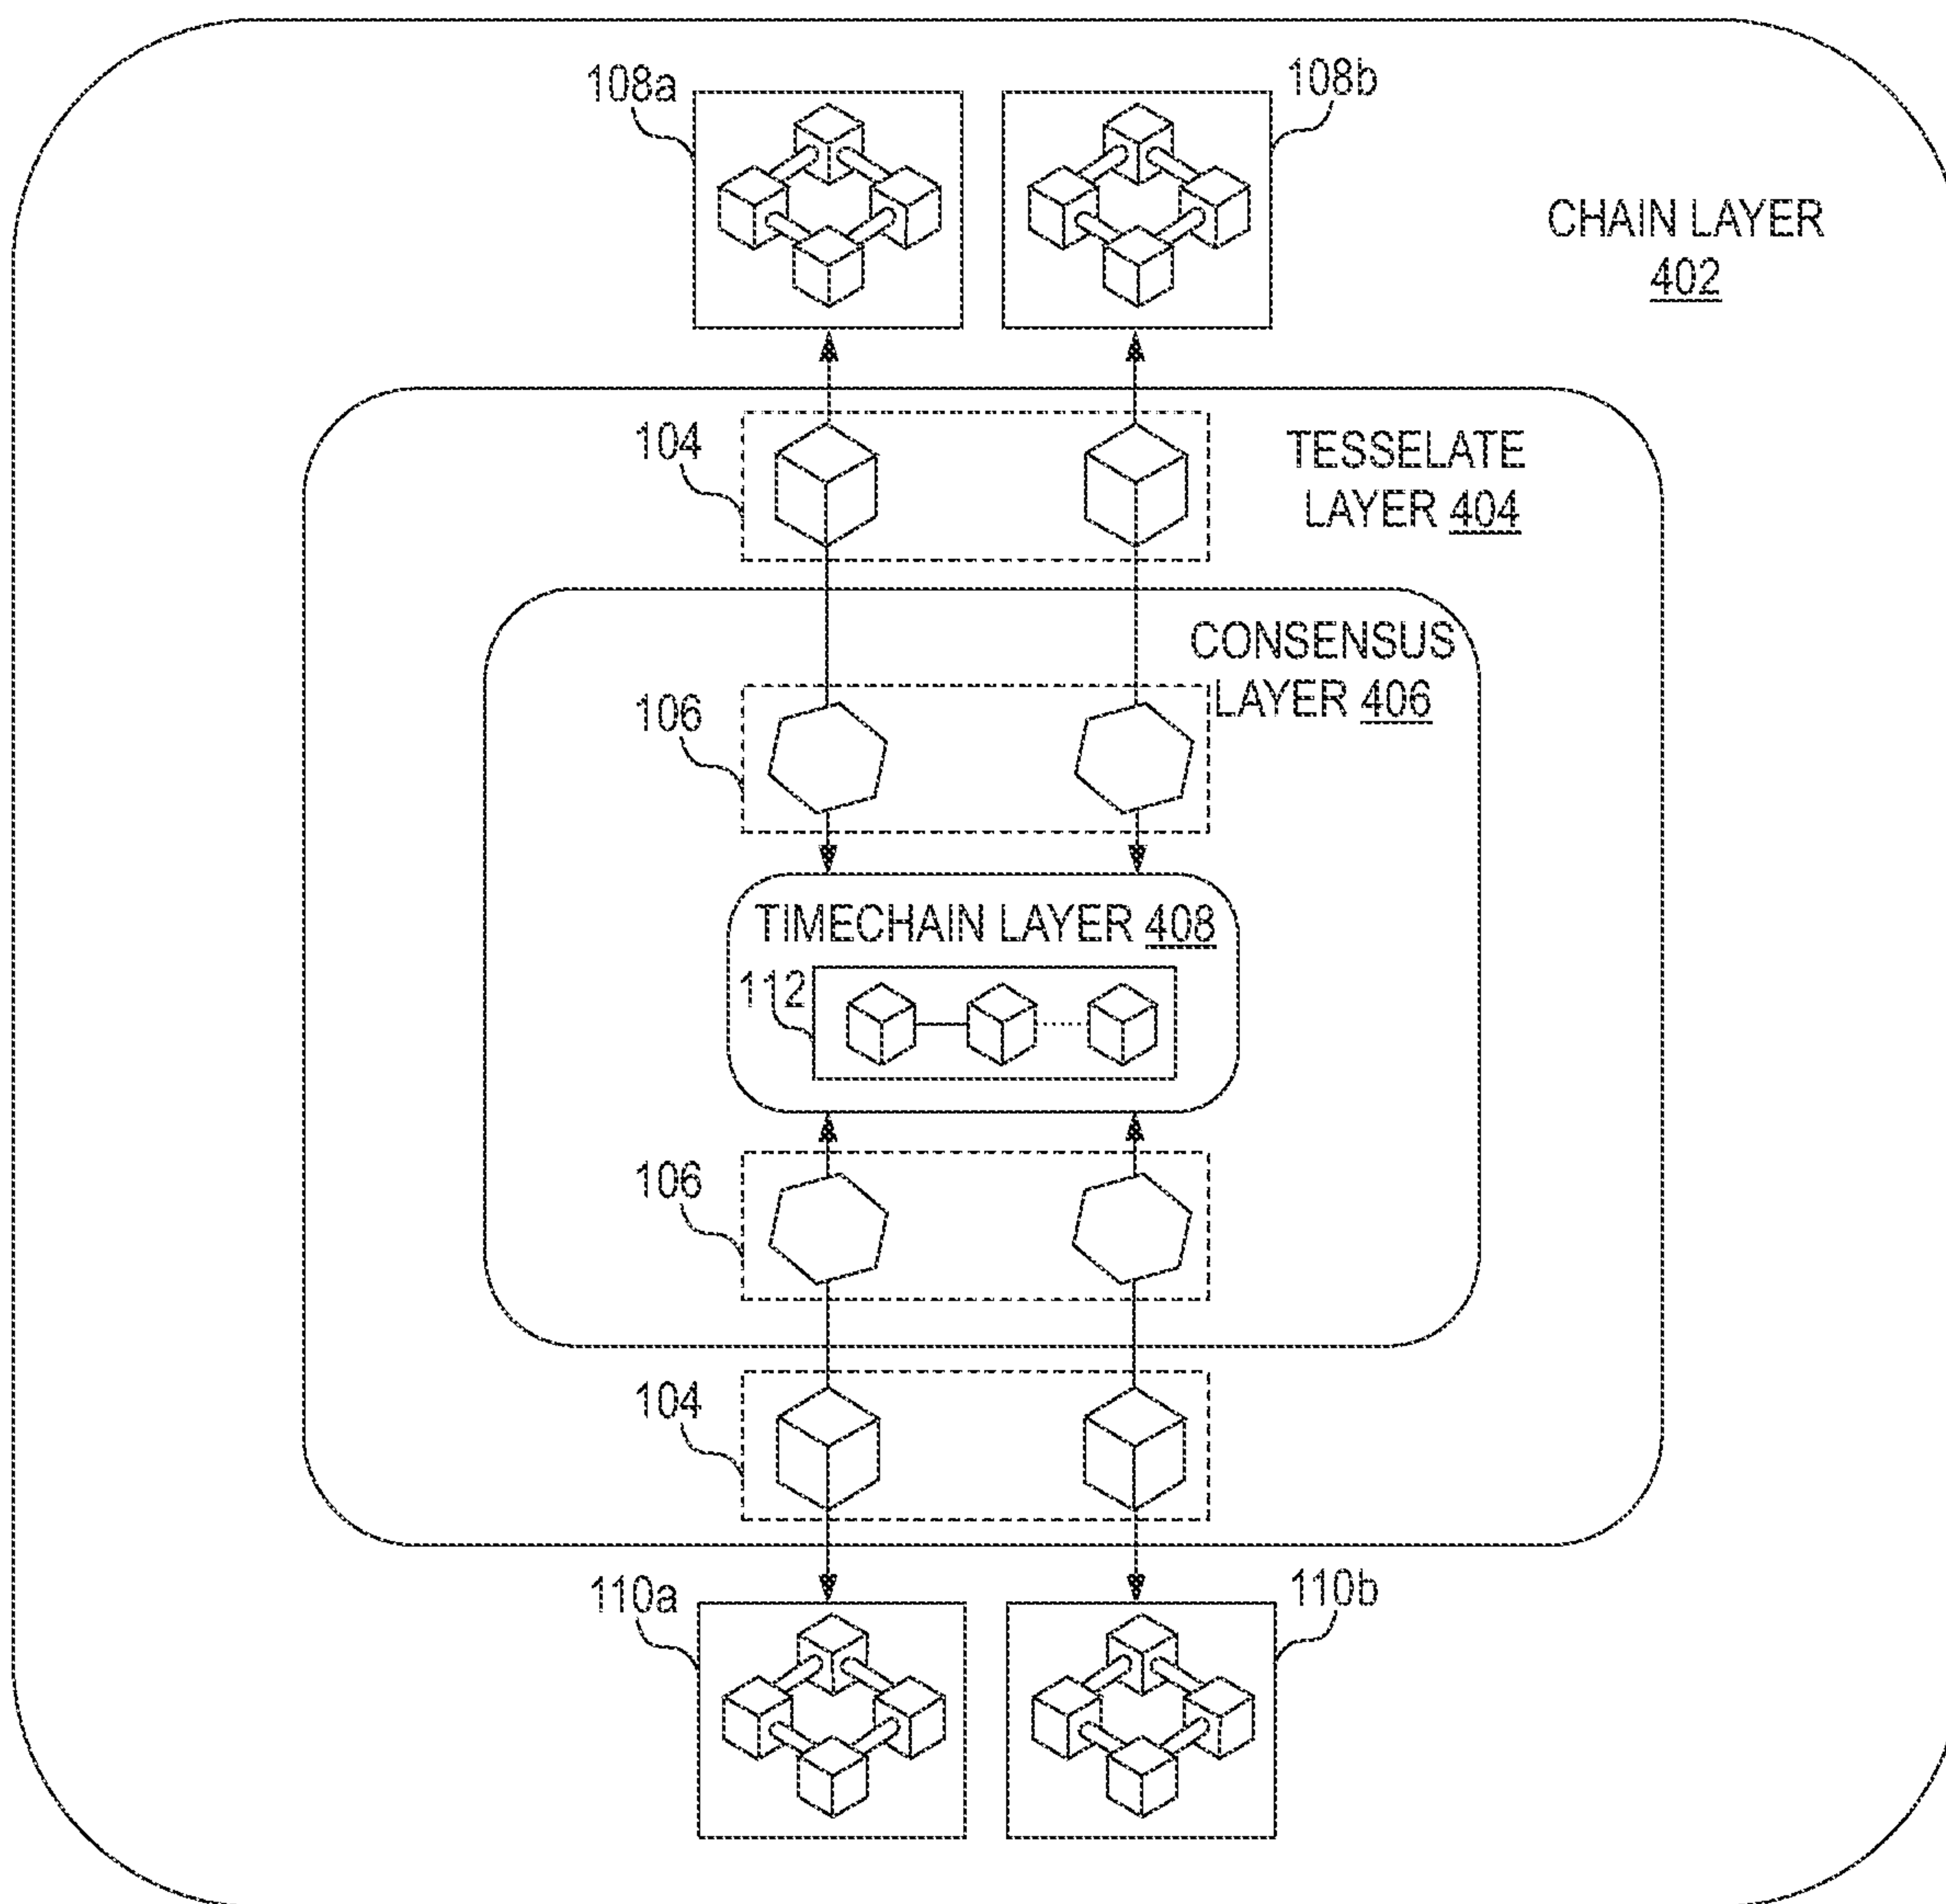 108a
108b
CHAIN LAYER
402
104
TESSELATE
LAYER 404
CONSENSUS
LAYER 406
106
TIMECHAIN LAYER 408
112
106
104
110a
110b